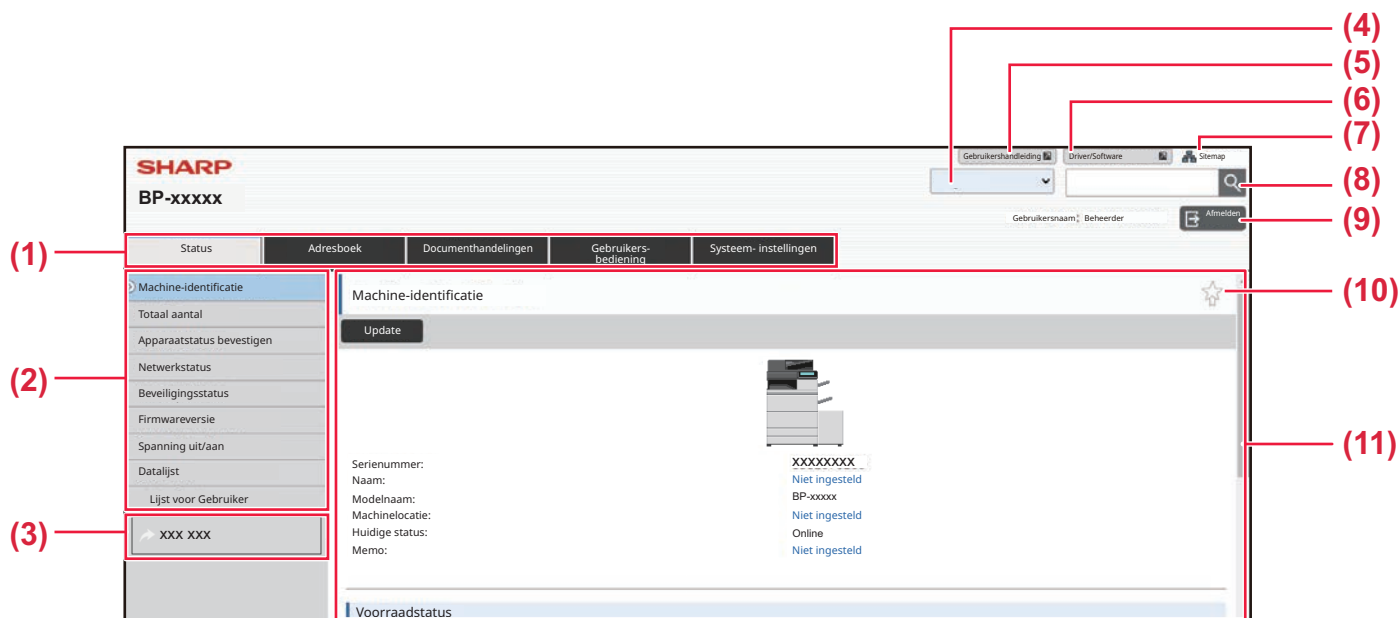 (4)
(5)
(6)
(7)
Gebruikershandleiding
Driver/Software
Sitemap
SHARP
(8)
BP-xxxxx
Gebruikersnaam: Beheerder
Afmelden
(9)
(1)
Status
Adresboek
Documenthandelingen
Gebruikers-
bediening
Systeem- instellingen
Machine-identificatie
Machine-identificatie
(10)
Totaal aantal
Update
Apparaatstatus bevestigen
Netwerkstatus
(2)
Beveiligingsstatus
Firmwareversie
Spanning uit/aan
(11)
Datalijst
Lijst voor Gebruiker
Serienummer: XXXXXXXX
Naam: Niet ingesteld
Modelnaam: BP-xxxxx
Machinelocatie: Niet ingesteld
Huidige status: Online
Memo: Niet ingesteld
(3)
XXX XXX
Voorraadstatus